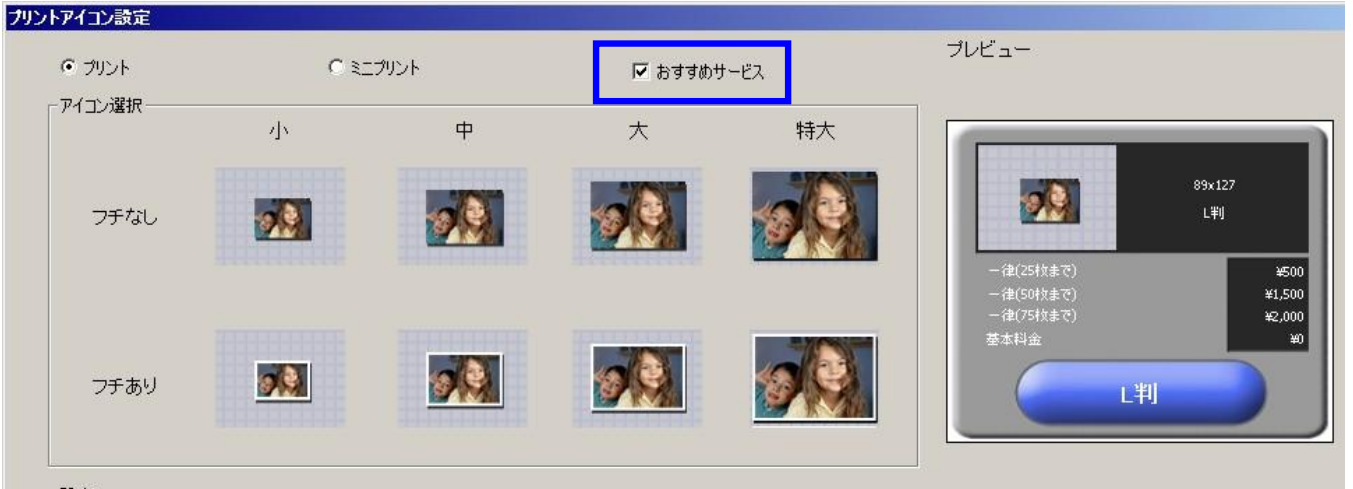 プリントアイコン設定
プリント
ミニプリント
おすすめサービス
プレビュー
アイコン選択
小
中
大
特大
フチなし
フチあり
89x127
L判
一律(25枚まで) ¥500
一律(50枚まで) ¥1,500
一律(75枚まで) ¥2,000
基本料金 ¥0
L判